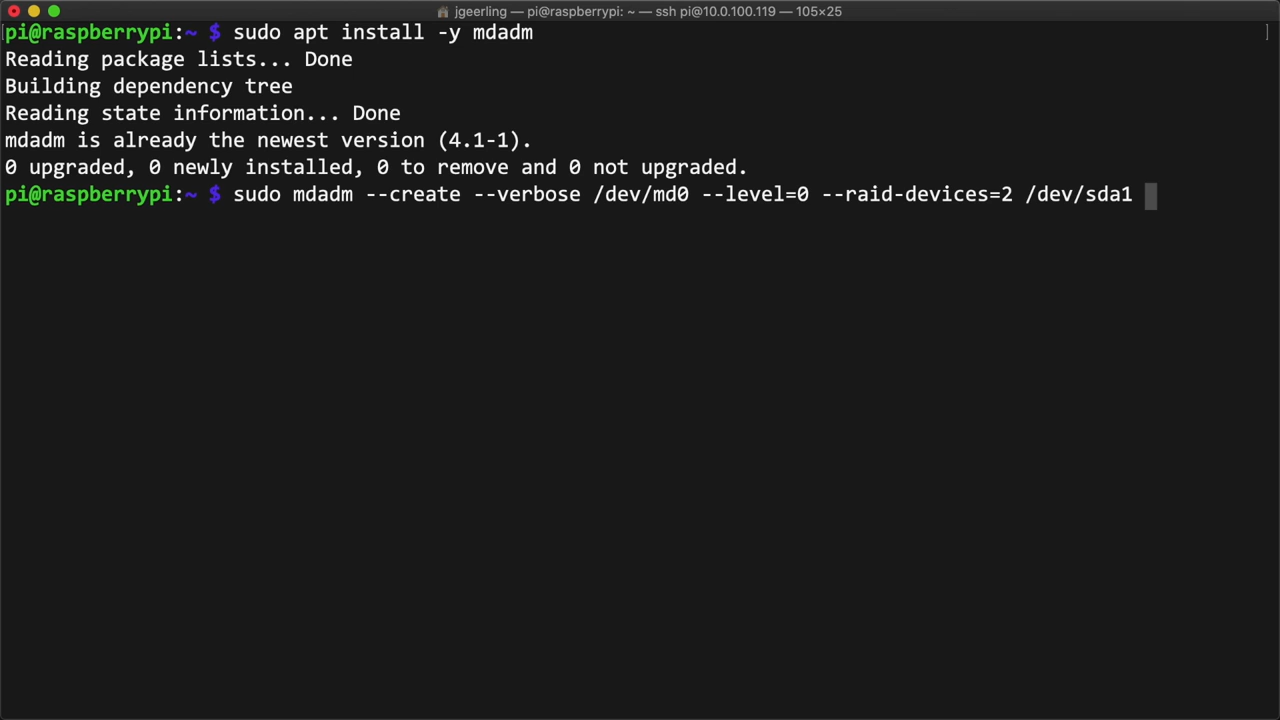 jgeerling — pi@raspberrypi: ~ — ssh pi@10.0.100.119 — 105×25
pi@raspberrypi:~ $ sudo apt install -y mdadm
Reading package lists... Done
Building dependency tree
Reading state information... Done
mdadm is already the newest version (4.1-1).
0 upgraded, 0 newly installed, 0 to remove and 0 not upgraded.
pi@raspberrypi:~ $ sudo mdadm --create --verbose /dev/md0 --level=0 --raid-devices=2 /dev/sda1